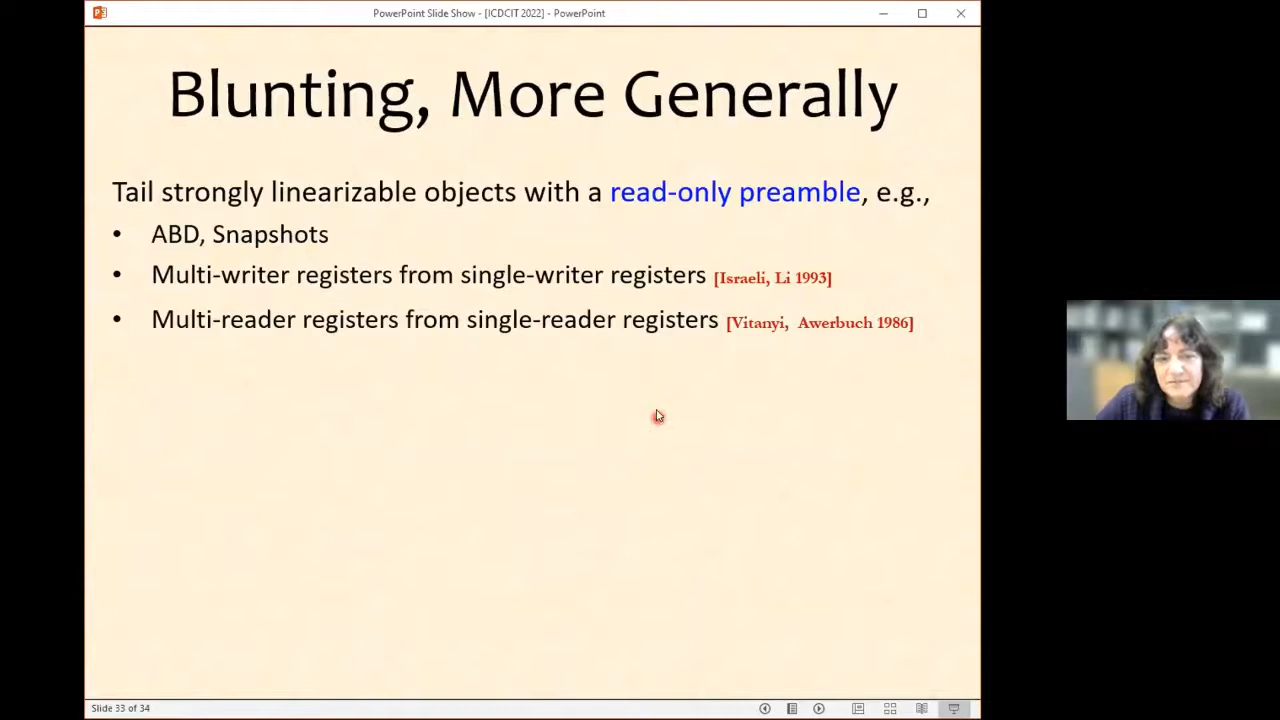 PowerPoint Slide Show - [ICDCIT 2022] - PowerPoint
Blunting, More Generally
Tail strongly linearizable objects with a read-only preamble, e.g.,
• ABD, Snapshots
• Multi-writer registers from single-writer registers [Israeli, Li 1993]
• Multi-reader registers from single-reader registers [Vitanyi, Awerbuch 1986]
Slide 33 of 34